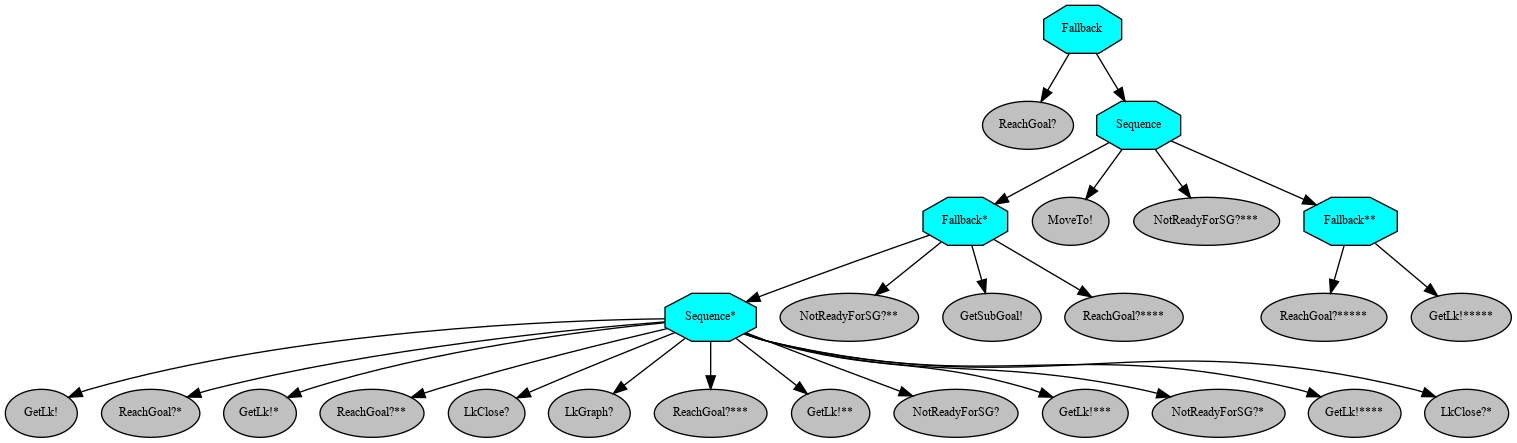 Fallback
ReachGoal?
Sequence
Fallback*
MoveTo!
NotReadyForSG?***
Fallback**
Sequence*
NotReadyForSG?**
GetSubGoal!
ReachGoal?****
ReachGoal?*****
GetLk!*****
GetLk!
ReachGoal?*
GetLk!*
ReachGoal?**
LkClose?
LkGraph?
ReachGoal?***
GetLk!**
NotReadyForSG?
GetLk!***
NotReadyForSG?*
GetLk!****
LkClose?*